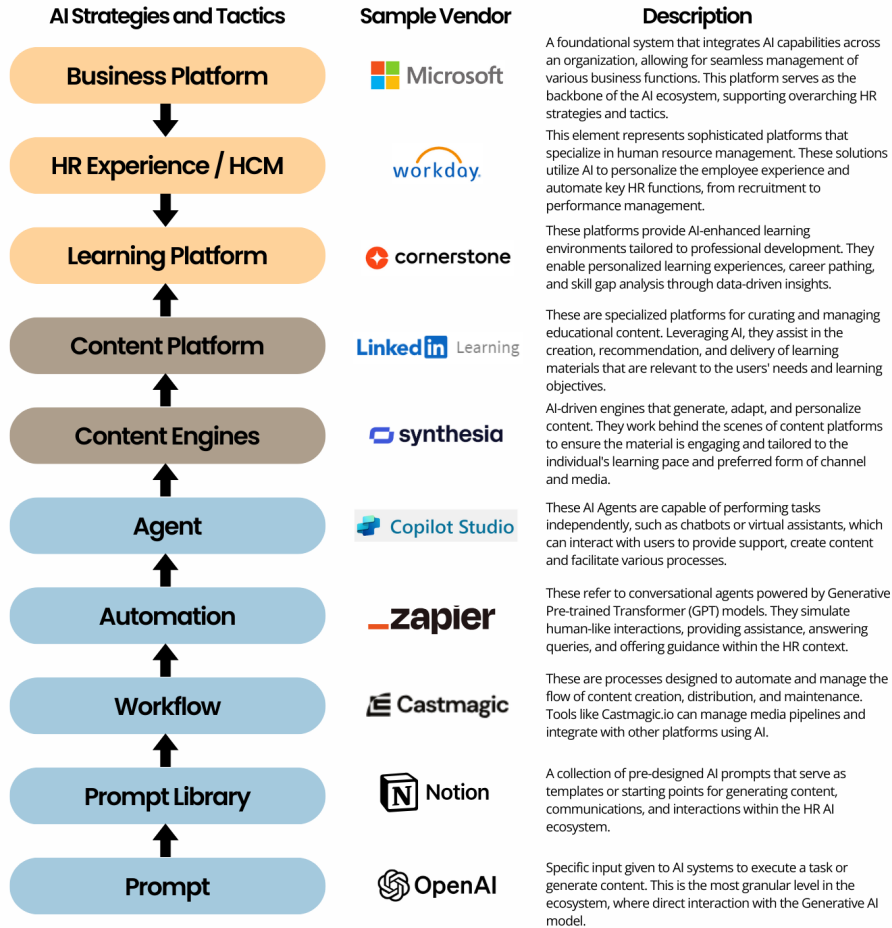 AI Strategies and Tactics
Sample Vendor
Description
Business Platform
Microsoft
A foundational system that integrates AI capabilities across
an organization, allowing for seamless management of
various business functions. This platform serves as the
backbone of the AI ecosystem, supporting overarching HR
strategies and tactics.
HR Experience / HCM
workday.
This element represents sophisticated platforms that
specialize in human resource management. These solutions
utilize AI to personalize the employee experience and
automate key HR functions, from recruitment to
performance management.
Learning Platform
cornerstone
These platforms provide AI-enhanced learning
environments tailored to professional development. They
enable personalized learning experiences, career pathing,
and skill gap analysis through data-driven insights.
Content Platform
Linked in Learning
These are specialized platforms for curating and managing
educational content. Leveraging AI, they assist in the
creation, recommendation, and delivery of learning
materials that are relevant to the users' needs and learning
objectives.
Content Engines
synthesia
AI-driven engines that generate, adapt, and personalize
content. They work behind the scenes of content platforms
to ensure the material is engaging and tailored to the
individual's learning pace and preferred form of channel
and media.
Agent
Copilot Studio
These AI Agents are capable of performing tasks
independently, such as chatbots or virtual assistants, which
can interact with users to provide support, create content
and facilitate various processes.
Automation
zapier
These refer to conversational agents powered by Generative
Pre-trained Transformer (GPT) models. They simulate
human-like interactions, providing assistance, answering
queries, and offering guidance within the HR context.
Workflow
Castmagic
These are processes designed to automate and manage the
flow of content creation, distribution, and maintenance.
Tools like Castmagic.io can manage media pipelines and
integrate with other platforms using AI.
Prompt Library
N Notion
A collection of pre-designed AI prompts that serve as
templates or starting points for generating content,
communications, and interactions within the HR AI
ecosystem.
Prompt
OpenAI
Specific input given to AI systems to execute a task or
generate content. This is the most granular level in the
ecosystem, where direct interaction with the Generative AI
model.